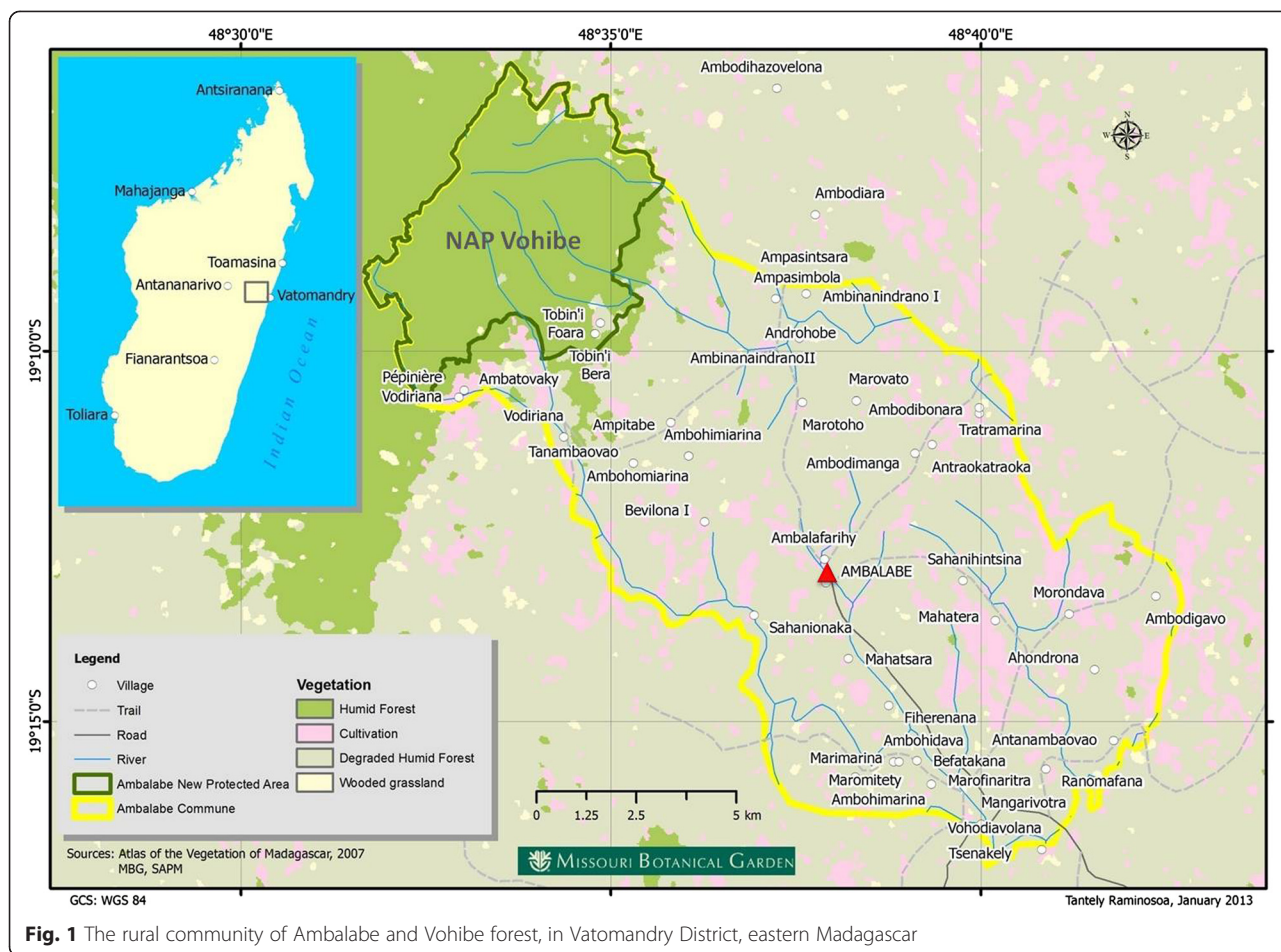 48°30'0"E
48°35'0"E
48°40'0"E
Antsiranana
Mahajanga
Toamasina
Antananarivo
Vatomandry
Fianarantsoa
Toliara
Indian Ocean
19°10'0"S
19°15'0"S
Ambodihazovelona
N
W
E
S
Ambodiara
NAP Vohibe
Ampasintsara
Ampasimbola
Ambinanindrano I
Tobin'i
Foara
Androhobe
Tobin'i
Bera
AmbinanaindranoII
Pépinière
Vodiriana
Ambatovaky
Marovato
Vodiriana
Ampitabe
Ambohimiarina
Marotoho
Ambodibonara
Tratramarina
Tanambaovao
Ambohomiarina
Ambodimanga
Antraokatraoka
Bevilona I
Ambalafarihy
AMBALABE
Sahanihintsina
Morondava
Ambodigavo
Mahatera
Sahanionaka
Mahatsara
Ahondrona
Fiherenana
Ambohidava
Antanambaovao
Marimarina
Befatakana
Maromitety
Marofinaritra
Ranomafana
Ambohimarina
Mangarivotra
Vohodiavolana
Tsenakely
Legend
Village
Trail
Road
River
Ambalabe New Protected Area
Ambalabe Commune
Vegetation
Humid Forest
Cultivation
Degraded Humid Forest
Wooded grassland
0 1.25 2.5 5 km
Sources: Atlas of the Vegetation of Madagascar, 2007
MBG, SAPM
MISSOURI BOTANICAL GARDEN
GCS: WGS 84
Tantely Raminosoa, January 2013
Fig. 1 The rural community of Ambalabe and Vohibe forest, in Vatomandry District, eastern Madagascar